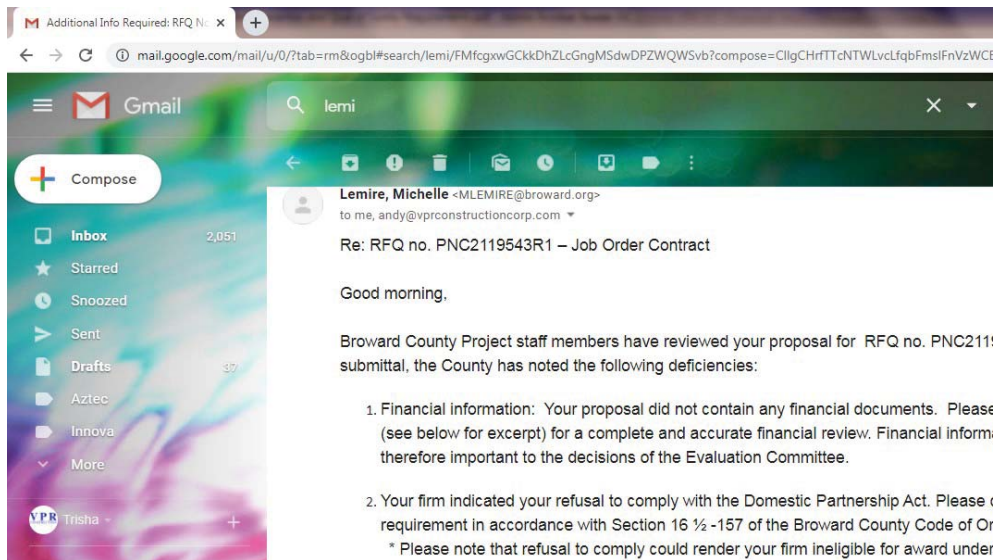 Additional Info Required: RFQ N
mail.google.com/mail/u/0/?tab=rm&ogbl#search/lemi/FMfcgxwGCkkDhZLcGngMSdwDPZWQWSvb?compose=CllgCHrfTTcNTWLvcLfqbFmslFnVzWCE
Gmail
lemi
Compose
Lemire, Michelle <MLEMIRE@broward.org>
to me, andy@vprconstructioncorp.com
Inbox 2,051
Re: RFQ no. PNC2119543R1 – Job Order Contract
Starred
Snoozed
Good morning,
Sent
Broward County Project staff members have reviewed your proposal for RFQ no. PNC211
Drafts 37
submittal, the County has noted the following deficiencies:
Aztec
Innova
1. Financial information: Your proposal did not contain any financial documents. Please
(see below for excerpt) for a complete and accurate financial review. Financial informa
More
therefore important to the decisions of the Evaluation Committee.
2. Your firm indicated your refusal to comply with the Domestic Partnership Act. Please
VPR Trisha
requirement in accordance with Section 16 ½ -157 of the Broward County Code of Or
* Please note that refusal to comply could render your firm ineligible for award under